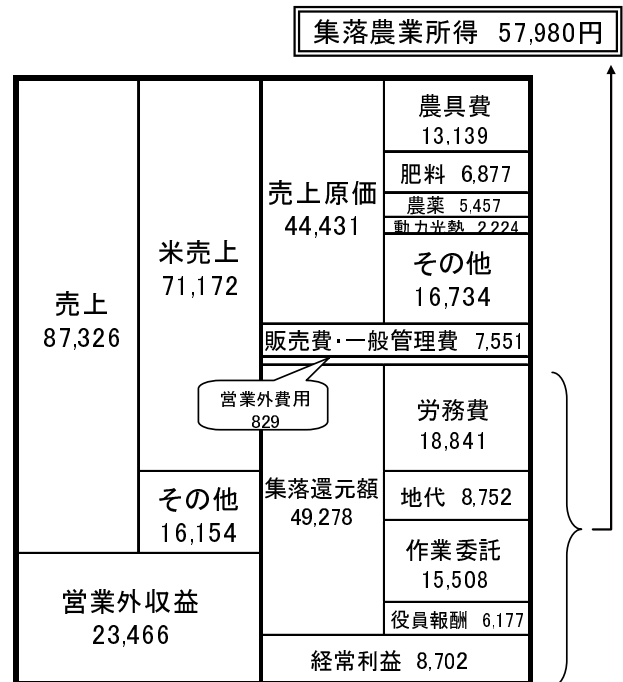 集落農業所得 57,980円
売上
87,326
営業外収益
23,466
米売上
71,172
その他
16,154
売上原価
44,431
農具費
13,139
肥料 6,877
農薬 5,457
動力光熱 2,224
その他
16,734
販売費・一般管理費 7,551
営業外費用
829
集落還元額
49,278
労務費
18,841
地代 8,752
作業委託
15,508
役員報酬 6,177
経常利益 8,702